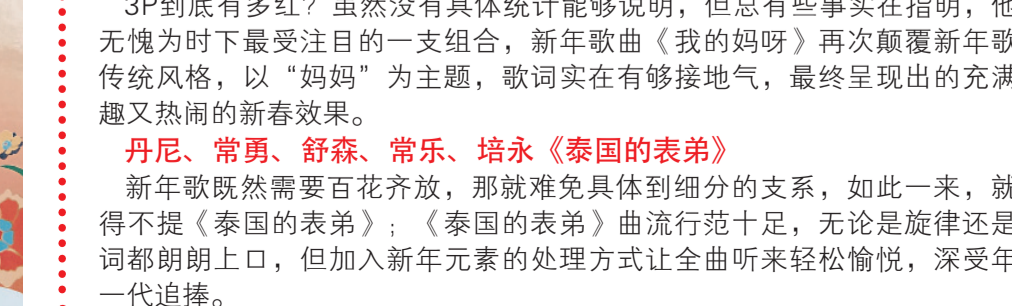 3P到底有多红？虽然没有具体统计能够说明，但总有些事实在指明，他
无愧为时下最受注目的一支组合，新年歌曲《我的妈呀》再次颠覆新年歌
传统风格，以“妈妈”为主题，歌词实在有够接地气，最终呈现出的充满
趣又热闹的新春效果。
丹尼、常勇、舒森、常乐、培永《泰国的表弟》
新年歌既然需要百花齐放，那就难免具体到细分的支系，如此一来，就
得不提《泰国的表弟》；《泰国的表弟》曲流行范十足，无论是旋律还是
词都朗朗上口，但加入新年元素的处理方式让全曲听来轻松愉悦，深受年
一代追捧。